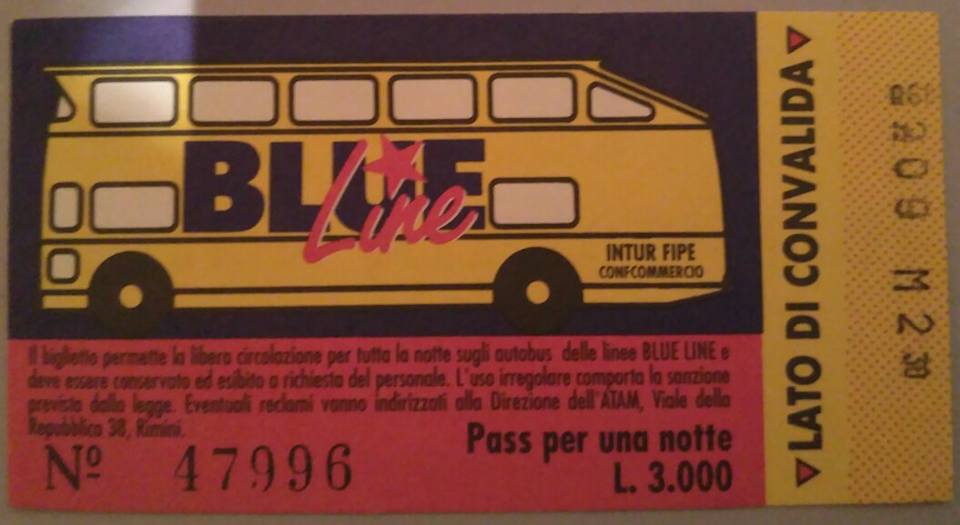 BLUE
Line
INTUR FIPE
CONFCOMMERCIO
Il biglietto permette la libera circolazione per tutta la notte sugli autobus delle linee BLUE LINE e
deve essere conservato ed esibito a richiesta del personale. L'uso irregolare comporta la sanzione
prevista dalla legge. Eventuali reclami vanno indirizzati alla Direzione dell'ATAM, Viale della
Repubblica 38, Rimini.
Nº 47996
Pass per una notte
L. 3.000
LATO DI CONVALIDA